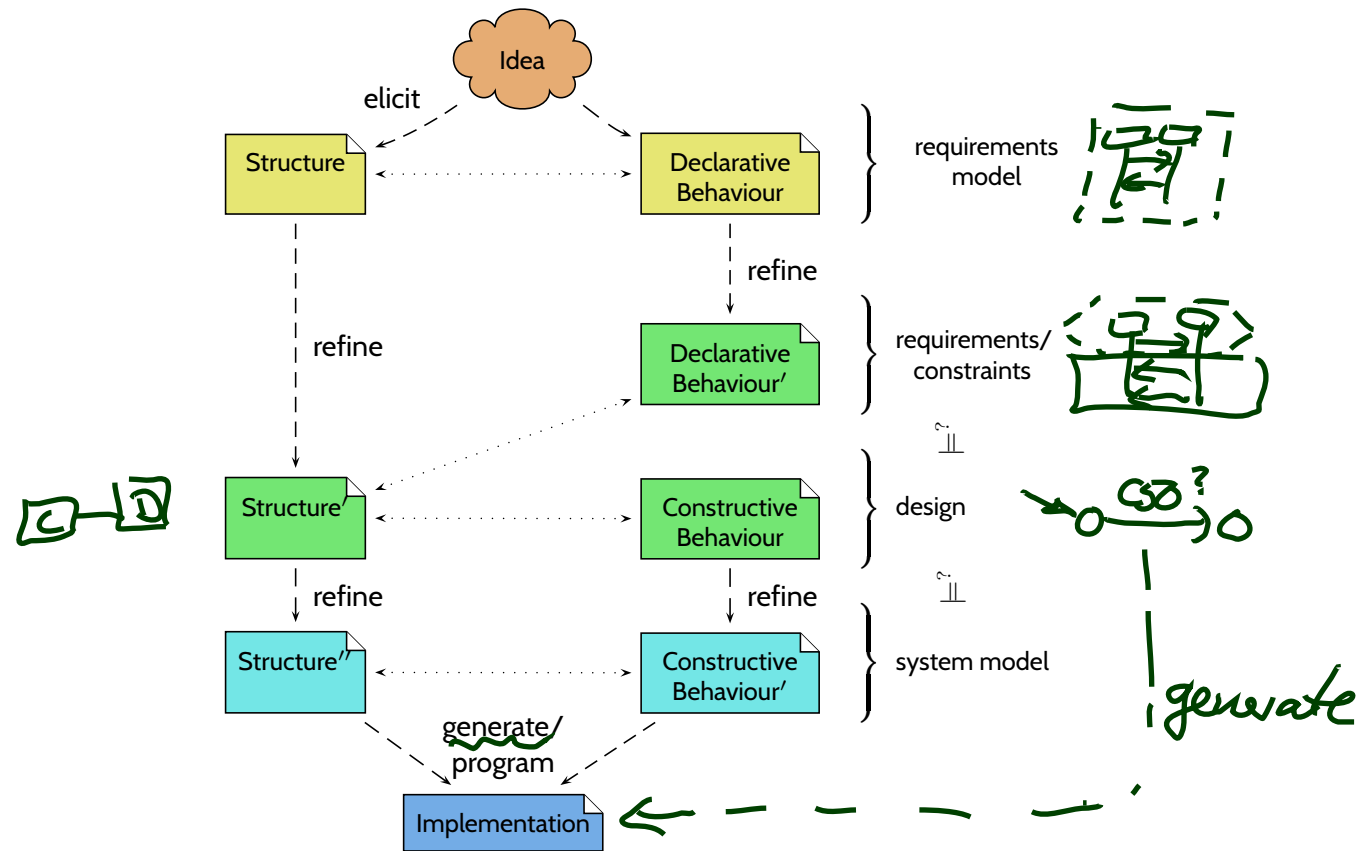 Idea
elicit
Structure
Declarative
Behaviour
requirements
model
refine
refine
Declarative
Behaviour′
requirements/
constraints
?
C
D
Structure′
Constructive
Behaviour
design
?
refine
refine
?
Structure″
Constructive
Behaviour′
system model
generate
generate/
program
Implementation